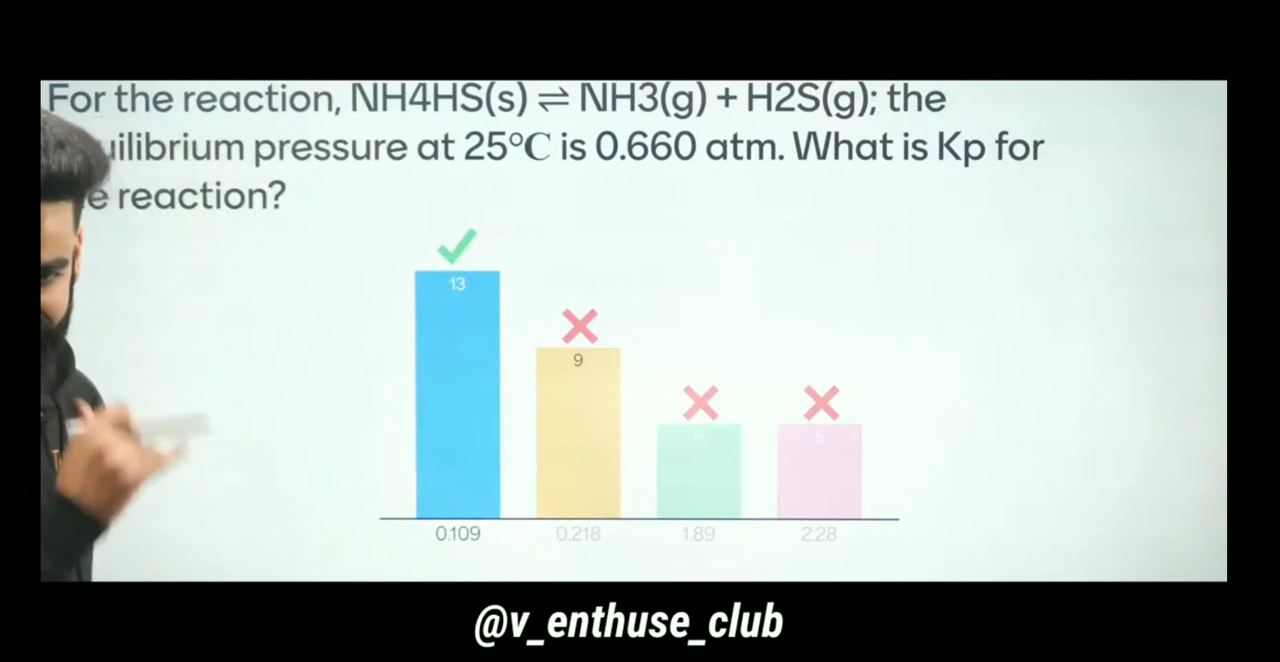 For the reaction, NH4HS(s) ⇌ NH3(g) + H2S(g); the
uilibrium pressure at 25°C is 0.660 atm. What is Kp for
e reaction?
13
9
5
0.109
0.218
1.89
2.28
@v_enthuse_club